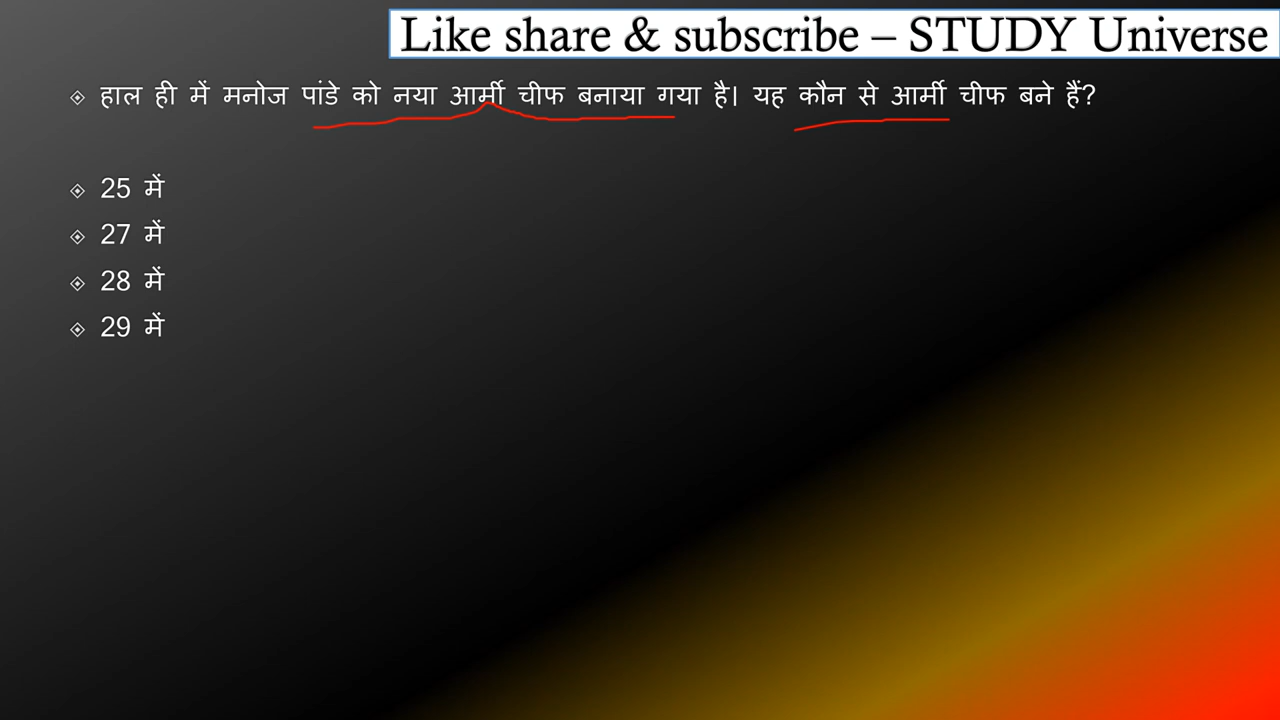 Like share & subscribe – STUDY Universe
हाल ही में मनोज पांडे को नया आर्मी चीफ बनाया गया है। यह कौन से आर्मी चीफ बने हैं?
25 में
27 में
28 में
29 में